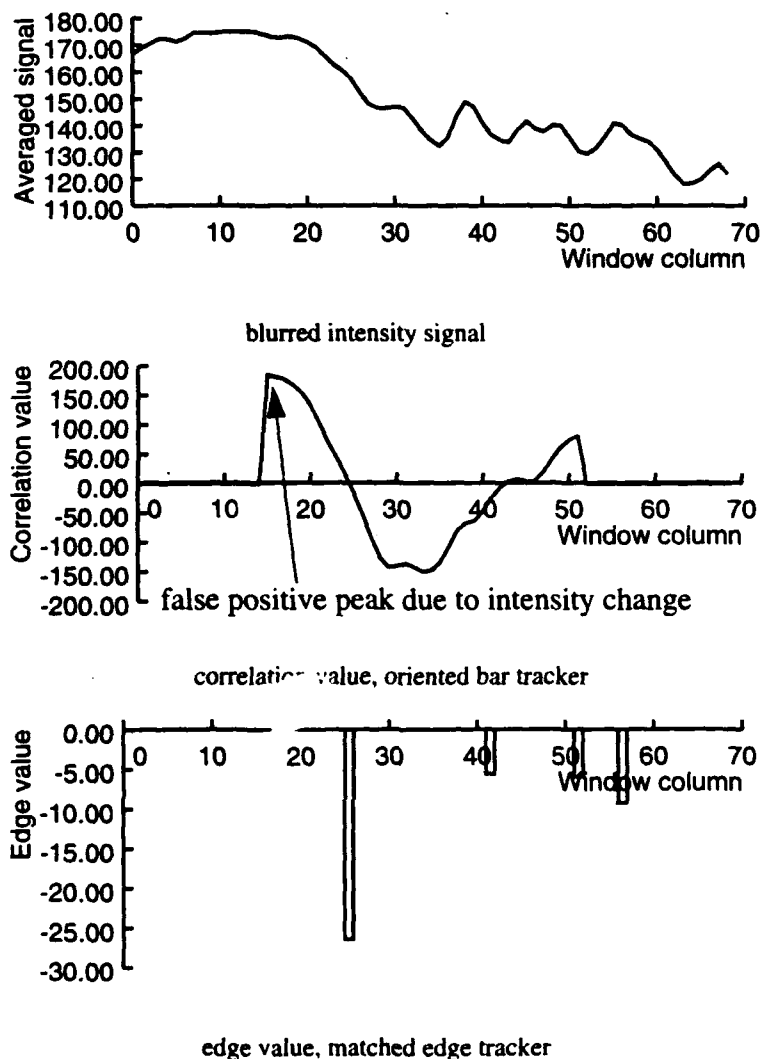 180.00
170.00
160.00
150.00
140.00
130.00
120.00
110.00
Averaged signal
0 10 20 30 40 50 60 70
Window column
blurred intensity signal
200.00
150.00
100.00
50.00
0.00
-50.00
-100.00
-150.00
-200.00
Correlation value
0 10 20 30 40 50 60 70
Window column
false positive peak due to intensity change
correlation value, oriented bar tracker
0.00
-5.00
-10.00
-15.00
-20.00
-25.00
-30.00
Edge value
0 10 20 30 40 50 60 70
Window column
edge value, matched edge tracker